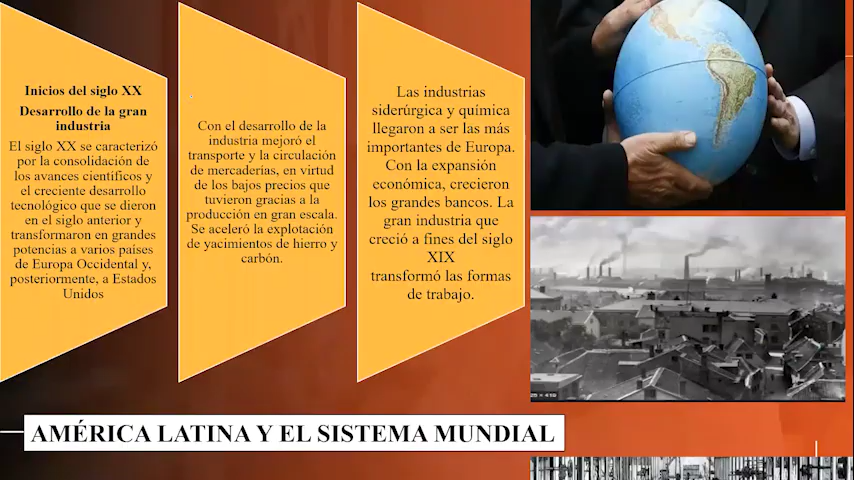 Inicios del siglo XX
Desarrollo de la gran
industria
El siglo XX se caracterizó
por la consolidación de
los avances científicos y
el creciente desarrollo
tecnológico que se dieron
en el siglo anterior y
transformaron en grandes
potencias a varios países
de Europa Occidental y,
posteriormente, a Estados
Unidos
Con el desarrollo de la
industria mejoró el
transporte y la circulación
de mercaderías, en virtud
de los bajos precios que
tuvieron gracias a la
producción en gran escala.
Se aceleró la explotación
de yacimientos de hierro y
carbón.
Las industrias
siderúrgica y química
llegaron a ser las más
importantes de Europa.
Con la expansión
económica, crecieron
los grandes bancos. La
gran industria que
creció a fines del siglo
XIX
transformó las formas
de trabajo.
AMÉRICA LATINA Y EL SISTEMA MUNDIAL